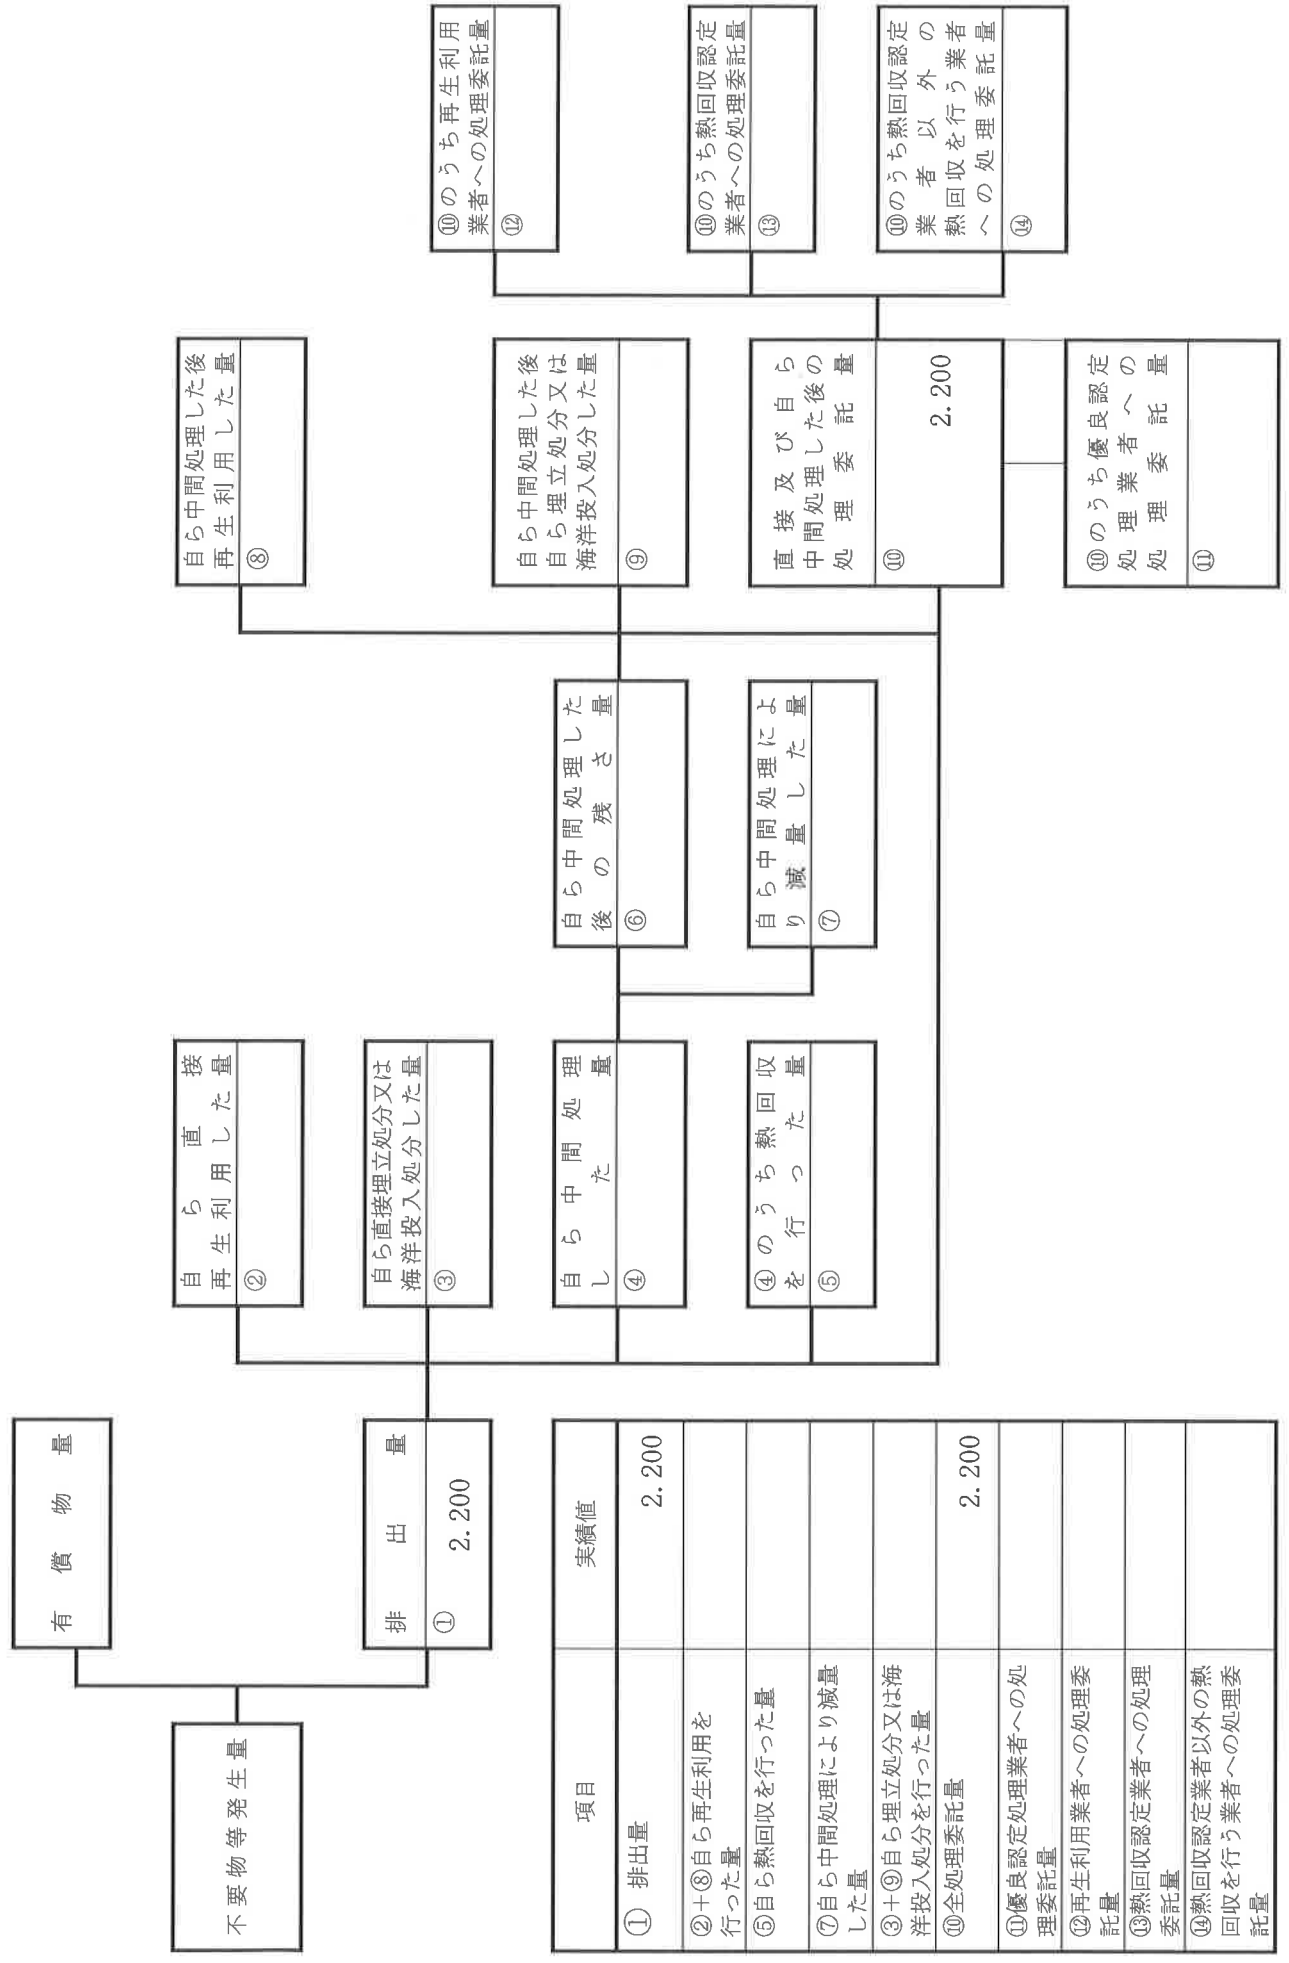 不要物等発生量
有償物量
排出量
①
2.200
自ら直接
再生利用した量
②
自ら直接埋立処分又は
海洋投入処分した量
③
自ら中間処理
した量
④
④のうち熱回収
を行った量
⑤
自ら中間処理した
後の残さ量
⑥
自ら中間処理によ
り減量した量
⑦
自ら中間処理した後
再生利用した量
⑧
自ら中間処理した後
自ら埋立処分又は
海洋投入処分した量
⑨
直接及び自ら
中間処理した後の
処理委託量
⑩
2.200
⑩のうち優良認定
処理業者への
処理委託量
⑪
⑩のうち再生利用
業者への処理委託量
⑫
⑩のうち熱回収認定
業者への処理委託量
⑬
⑩のうち熱回収認定
業者以外の
熱回収を行う業者
への処理委託量
⑭
項目 実績値
① 排出量 2.200
②+⑧自ら再生利用を
行った量
⑤自ら熱回収を行った量
⑦自ら中間処理により減量
した量
③+⑨自ら埋立処分又は海
洋投入処分を行った量
⑩全処理委託量 2.200
⑪優良認定処理業者への処
理委託量
⑫再生利用業者への処理委
託量
⑬熱回収認定業者への処理
委託量
⑭熱回収認定業者以外の熱
回収を行う業者への処理委
託量